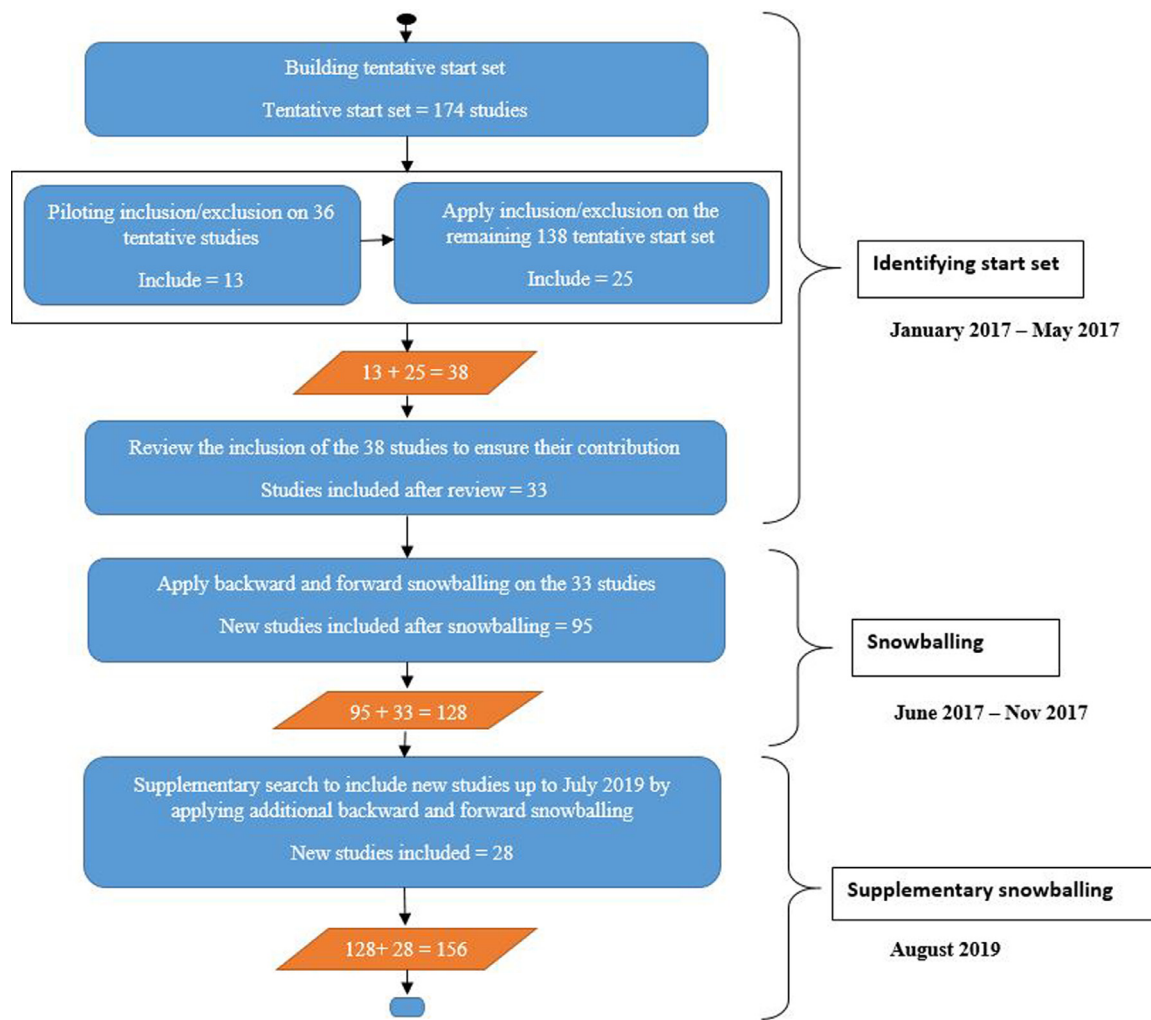 Building tentative start set
Tentative start set = 174 studies
Piloting inclusion/exclusion on 36
tentative studies
Include = 13
Apply inclusion/exclusion on the
remaining 138 tentative start set
Include = 25
Identifying start set
January 2017 – May 2017
13 + 25 = 38
Review the inclusion of the 38 studies to ensure their contribution
Studies included after review = 33
Apply backward and forward snowballing on the 33 studies
New studies included after snowballing = 95
Snowballing
June 2017 – Nov 2017
95 + 33 = 128
Supplementary search to include new studies up to July 2019 by
applying additional backward and forward snowballing
New studies included = 28
Supplementary snowballing
August 2019
128+ 28 = 156